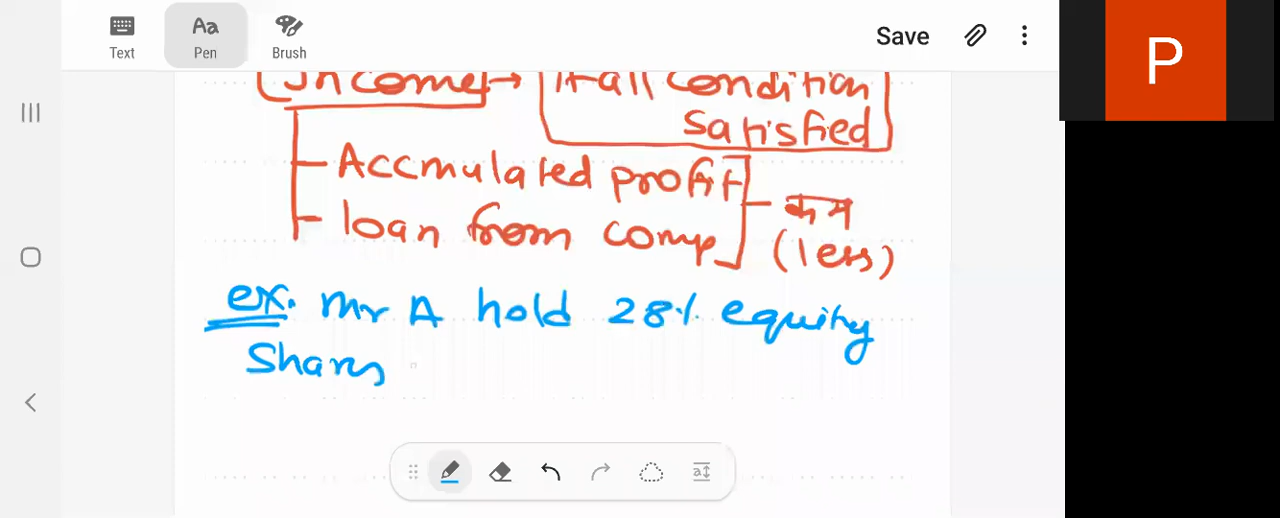 Text
Aa
Pen
Brush
Save
P
Income → If all condition
satisfied
Accmulated profit
loan from comp
कम
(less)
ex. Mr A hold 28% equity
Shares